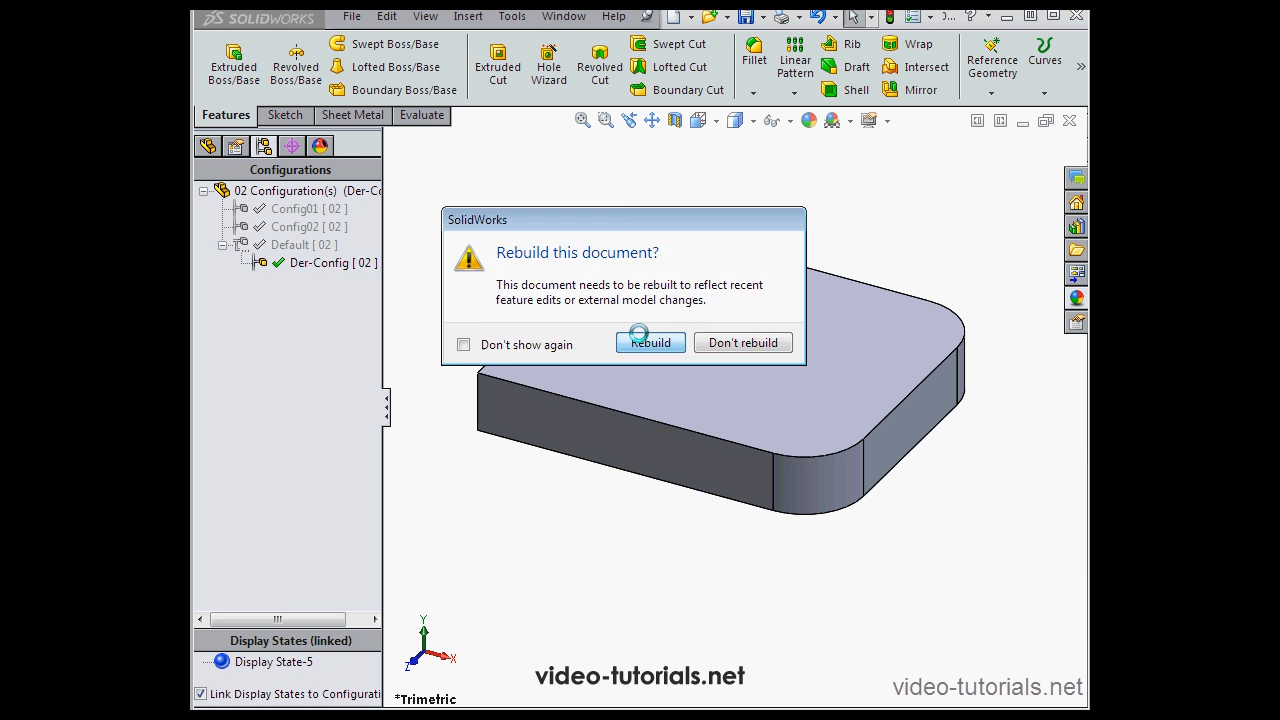 SOLIDWORKS File Edit View Insert Tools Window Help
Extruded Boss/Base
Revolved Boss/Base
Swept Boss/Base
Lofted Boss/Base
Boundary Boss/Base
Extruded Cut
Hole Wizard
Revolved Cut
Swept Cut
Lofted Cut
Boundary Cut
Fillet
Linear Pattern
Rib
Draft
Shell
Wrap
Intersect
Mirror
Reference Geometry
Curves
Features Sketch Sheet Metal Evaluate
Configurations
02 Configuration(s) (Der-Co
Config01 [ 02 ]
Config02 [ 02 ]
Default [ 02 ]
Der-Config [ 02 ]
SolidWorks
Rebuild this document?
This document needs to be rebuilt to reflect recent
feature edits or external model changes.
Don't show again Rebuild Don't rebuild
Display States (linked)
Display State-5
Link Display States to Configurati
Y
X
Z
*Trimetric
video-tutorials.net
video-tutorials.net